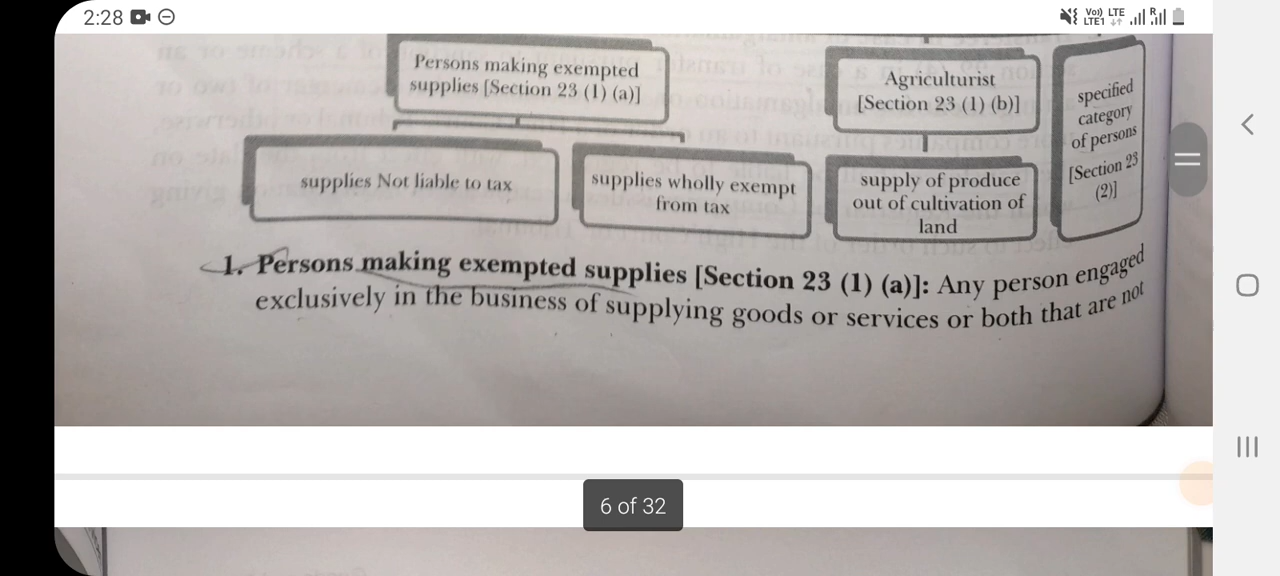 2:28
Vo)) LTE R
LTE1
Persons making exempted
supplies [Section 23 (1) (a)]
Agriculturist
[Section 23 (1) (b)]
specified
category
of persons
[Section 23
(2)]
supplies Not liable to tax
supplies wholly exempt
from tax
supply of produce
out of cultivation of
land
1. Persons making exempted supplies [Section 23 (1) (a)]: Any person engaged
exclusively in the business of supplying goods or services or both that are not
6 of 32